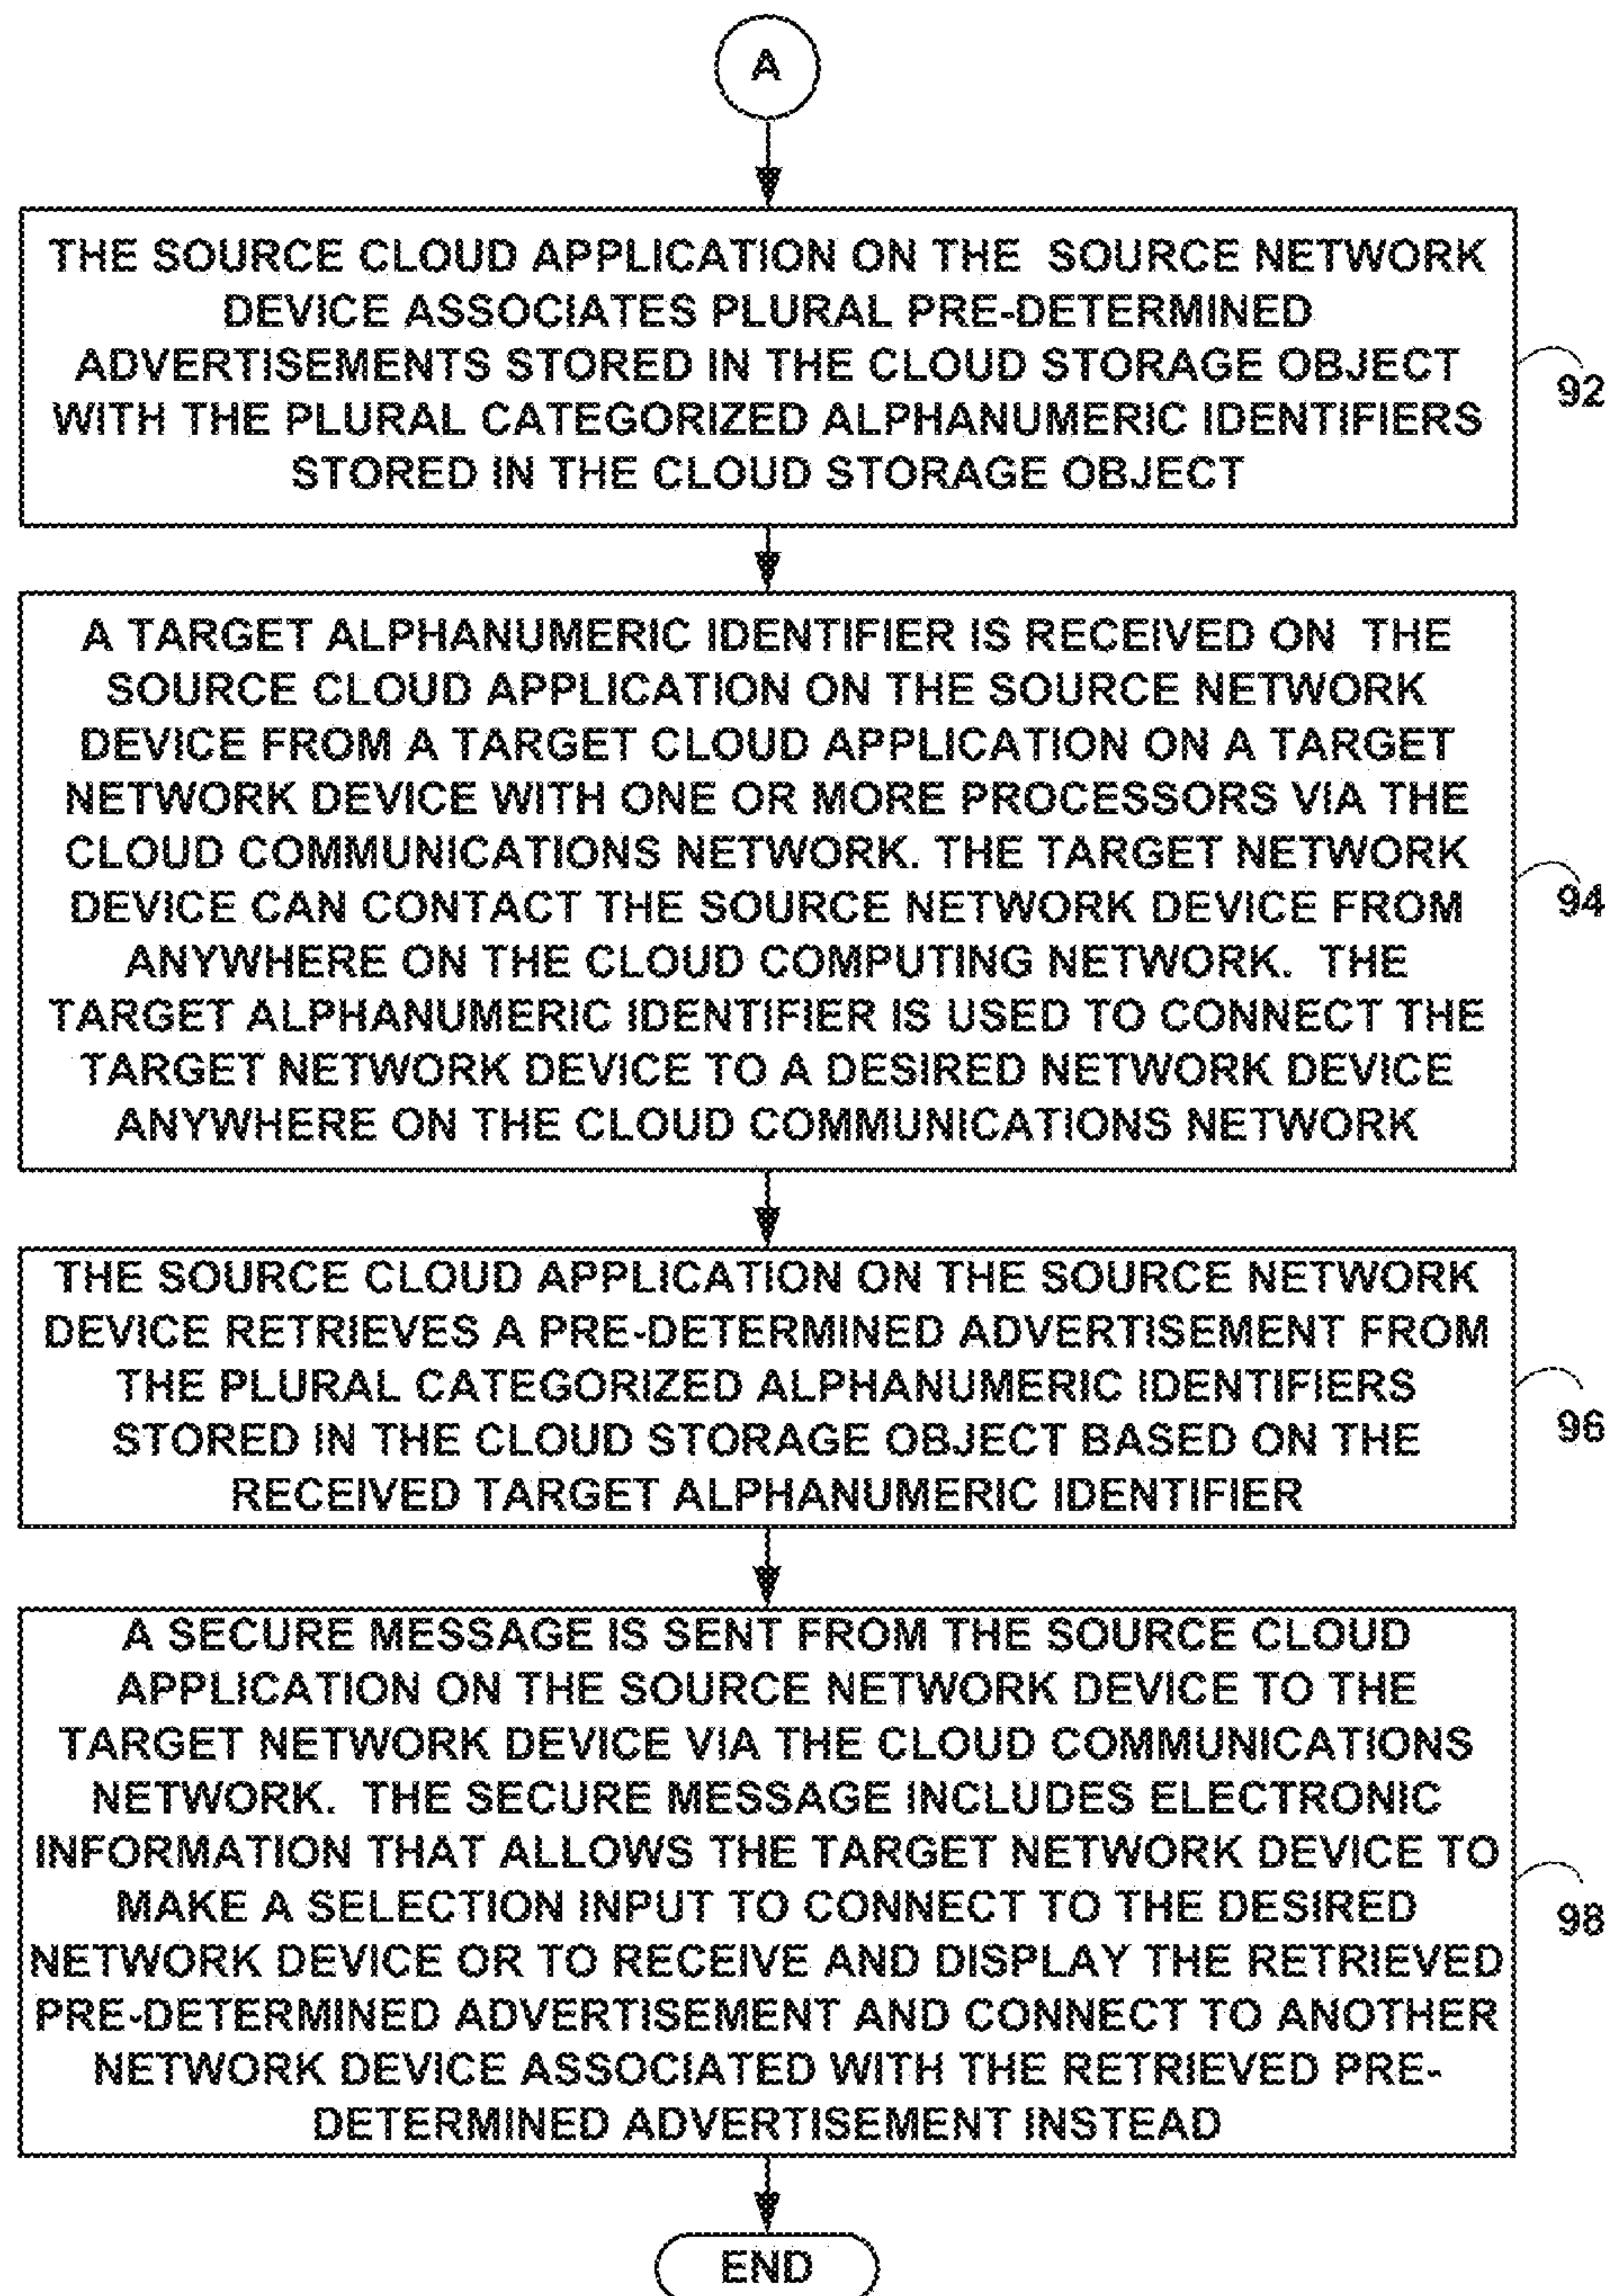 A
THE SOURCE CLOUD APPLICATION ON THE SOURCE NETWORK
DEVICE ASSOCIATES PLURAL PRE-DETERMINED
ADVERTISEMENTS STORED IN THE CLOUD STORAGE OBJECT
WITH THE PLURAL CATEGORIZED ALPHANUMERIC IDENTIFIERS
STORED IN THE CLOUD STORAGE OBJECT
92
A TARGET ALPHANUMERIC IDENTIFIER IS RECEIVED ON THE
SOURCE CLOUD APPLICATION ON THE SOURCE NETWORK
DEVICE FROM A TARGET CLOUD APPLICATION ON A TARGET
NETWORK DEVICE WITH ONE OR MORE PROCESSORS VIA THE
CLOUD COMMUNICATIONS NETWORK. THE TARGET NETWORK
DEVICE CAN CONTACT THE SOURCE NETWORK DEVICE FROM
ANYWHERE ON THE CLOUD COMPUTING NETWORK. THE
TARGET ALPHANUMERIC IDENTIFIER IS USED TO CONNECT THE
TARGET NETWORK DEVICE TO A DESIRED NETWORK DEVICE
ANYWHERE ON THE CLOUD COMMUNICATIONS NETWORK
94
THE SOURCE CLOUD APPLICATION ON THE SOURCE NETWORK
DEVICE RETRIEVES A PRE-DETERMINED ADVERTISEMENT FROM
THE PLURAL CATEGORIZED ALPHANUMERIC IDENTIFIERS
STORED IN THE CLOUD STORAGE OBJECT BASED ON THE
RECEIVED TARGET ALPHANUMERIC IDENTIFIER
96
A SECURE MESSAGE IS SENT FROM THE SOURCE CLOUD
APPLICATION ON THE SOURCE NETWORK DEVICE TO THE
TARGET NETWORK DEVICE VIA THE CLOUD COMMUNICATIONS
NETWORK. THE SECURE MESSAGE INCLUDES ELECTRONIC
INFORMATION THAT ALLOWS THE TARGET NETWORK DEVICE TO
MAKE A SELECTION INPUT TO CONNECT TO THE DESIRED
NETWORK DEVICE OR TO RECEIVE AND DISPLAY THE RETRIEVED
PRE-DETERMINED ADVERTISEMENT AND CONNECT TO ANOTHER
NETWORK DEVICE ASSOCIATED WITH THE RETRIEVED PRE-
DETERMINED ADVERTISEMENT INSTEAD
98
END